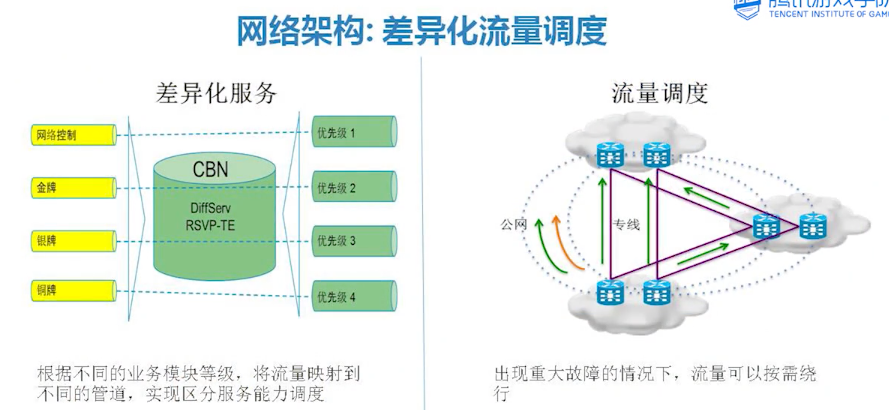 腾讯游戏学院
TENCENT INSTITUTE OF GAM
网络架构: 差异化流量调度
差异化服务
流量调度
网络控制
金牌
银牌
铜牌
CBN
DiffServ
RSVP-TE
优先级 1
优先级 2
优先级 3
优先级 4
公网
专线
根据不同的业务模块等级，将流量映射到
不同的管道，实现区分服务能力调度
出现重大故障的情况下，流量可以按需绕
行